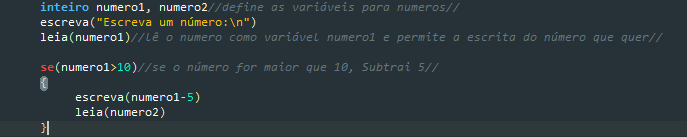 inteiro numero1, numero2//define as variáveis para numeros//
escreva("Escreva um número:\n")
leia(numero1)//lê o numero como variável numero1 e permite a escrita do número que quer//
se(numero1>10)//se o número for maior que 10, Subtrai 5//
{
escreva(numero1-5)
leia(numero2)
}